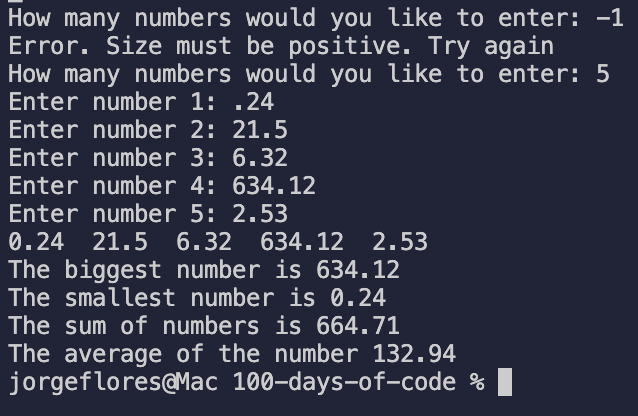 How many numbers would you like to enter: -1
Error. Size must be positive. Try again
How many numbers would you like to enter: 5
Enter number 1: .24
Enter number 2: 21.5
Enter number 3: 6.32
Enter number 4: 634.12
Enter number 5: 2.53
0.24  21.5  6.32  634.12  2.53
The biggest number is 634.12
The smallest number is 0.24
The sum of numbers is 664.71
The average of the number 132.94
jorgeflores@Mac 100-days-of-code %